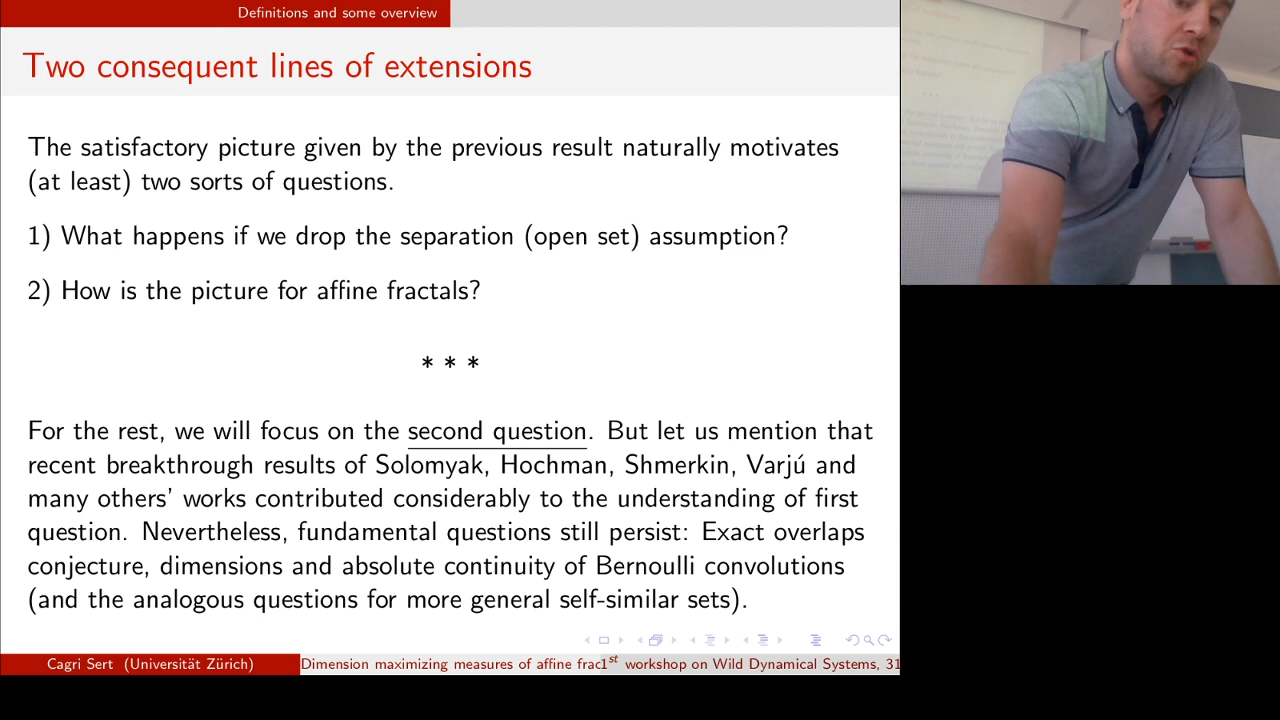 Definitions and some overview
Two consequent lines of extensions
The satisfactory picture given by the previous result naturally motivates
(at least) two sorts of questions.
1) What happens if we drop the separation (open set) assumption?
2) How is the picture for affine fractals?
* * *
For the rest, we will focus on the second question. But let us mention that
recent breakthrough results of Solomyak, Hochman, Shmerkin, Varjú and
many others' works contributed considerably to the understanding of first
question. Nevertheless, fundamental questions still persist: Exact overlaps
conjecture, dimensions and absolute continuity of Bernoulli convolutions
(and the analogous questions for more general self-similar sets).
Cagri Sert (Universität Zürich) Dimension maximizing measures of affine frac 1st workshop on Wild Dynamical Systems, 31